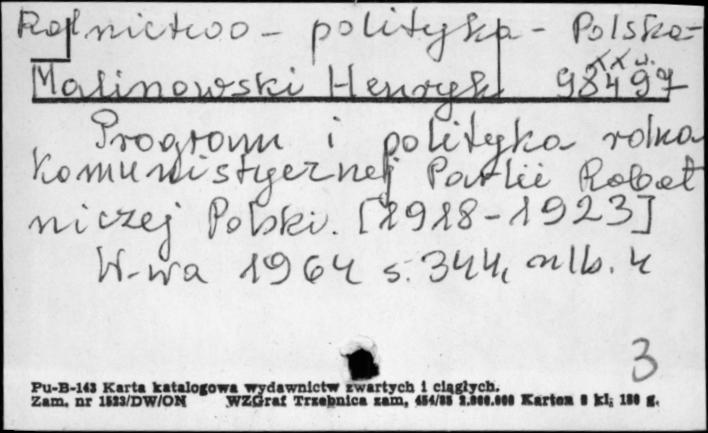 Rolnictwo - polityka - Polska -
XX w.
Malinowski Henryk 98497
Program i polityka rolna
Komunistycznej Partii Robot
niczej Polski. [1918-1923]
W-wa 1964 s. 344, nlb. 4
3
Pu-B-143 Karta katalogowa wydawnictw zwartych i ciągłych.
Zam. nr 1523/DW/ON WZGraf Trzebnica zam. 454/85 2.000.000 Karton 8 kl; 180 g.